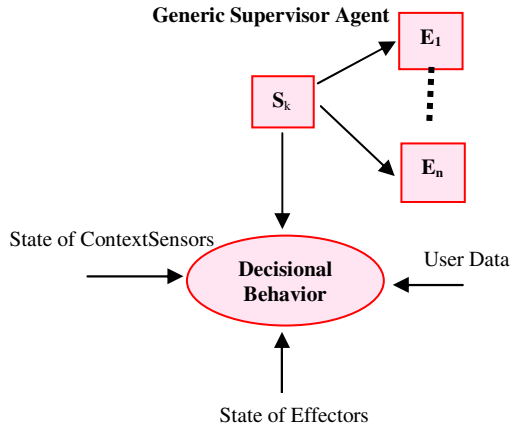 Generic Supervisor Agent
E1
Sk
En
State of ContextSensors
User Data
Decisional
Behavior
State of Effectors